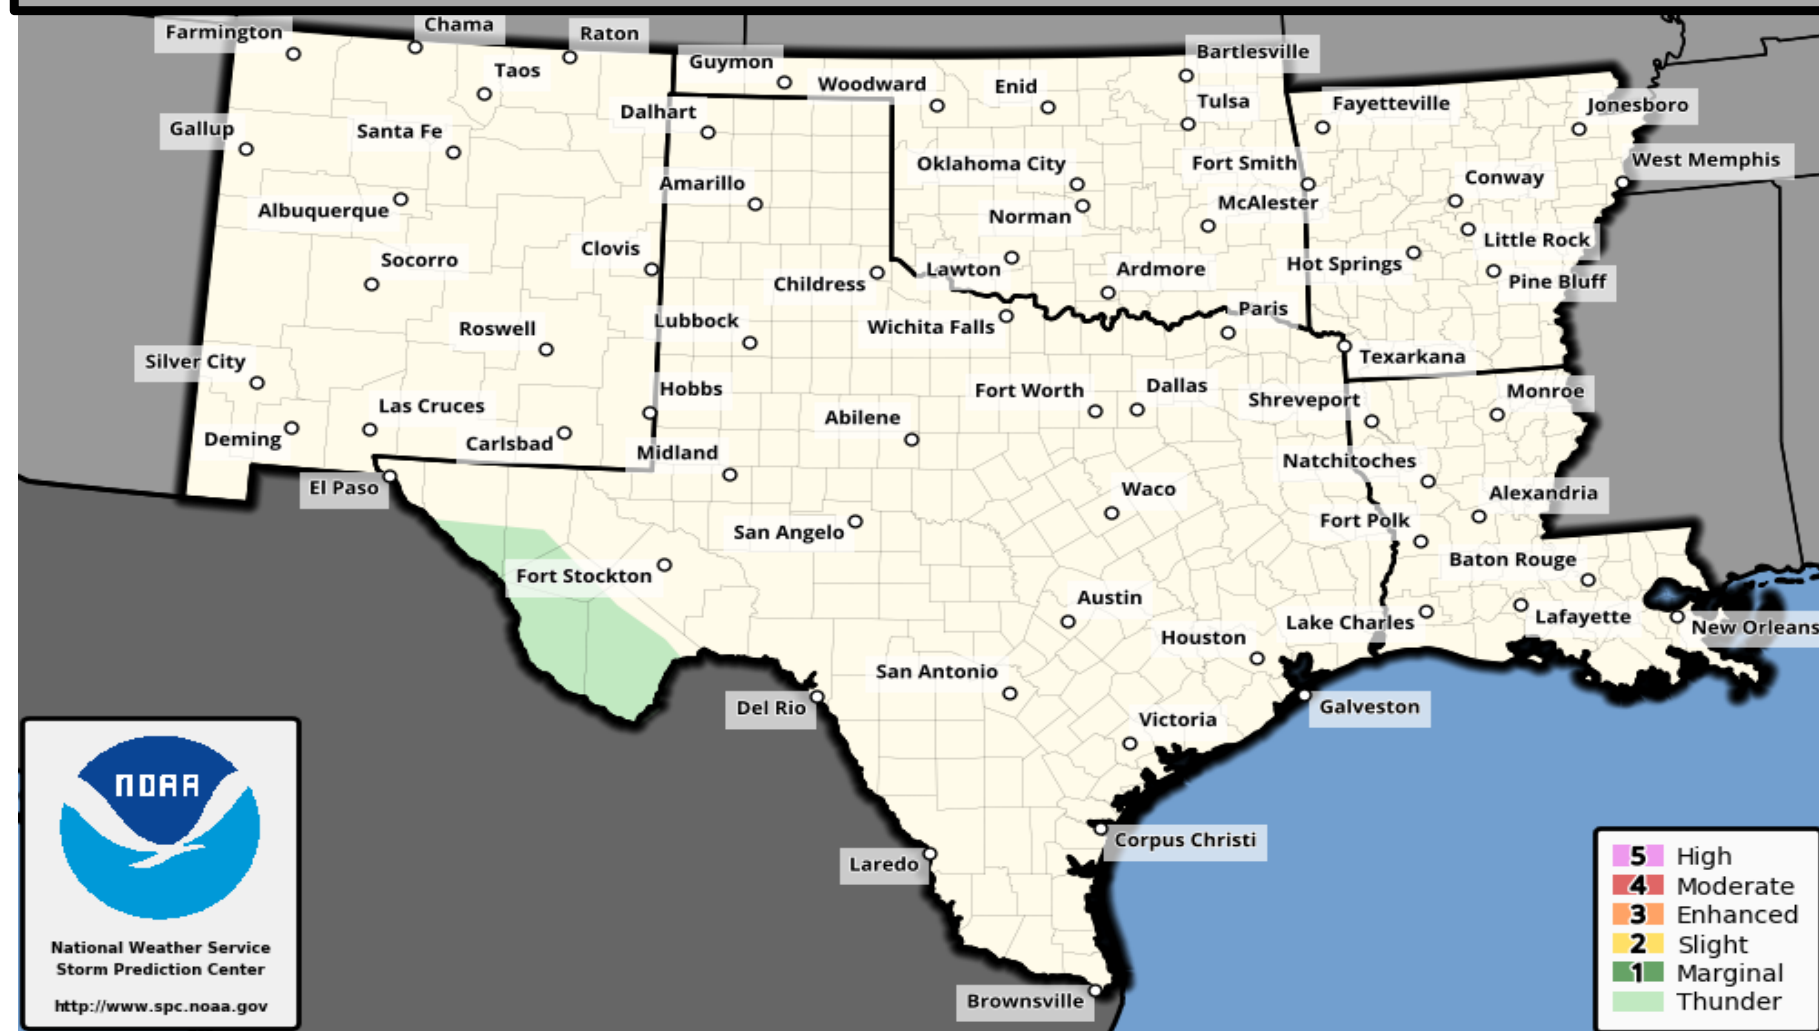 Farmington
Chama
Raton
Taos
Guymon
Woodward
Enid
Bartlesville
Tulsa
Fayetteville
Jonesboro
Dalhart
Gallup
Santa Fe
Oklahoma City
Fort Smith
West Memphis
Conway
Amarillo
Albuquerque
Norman
McAlester
Little Rock
Socorro
Clovis
Childress
Lawton
Ardmore
Hot Springs
Pine Bluff
Roswell
Lubbock
Wichita Falls
Paris
Texarkana
Silver City
Hobbs
Fort Worth
Dallas
Shreveport
Monroe
Las Cruces
Deming
Carlsbad
Abilene
Midland
Natchitoches
El Paso
Waco
Alexandria
San Angelo
Fort Polk
Baton Rouge
Fort Stockton
Austin
Lake Charles
Lafayette
New Orleans
Houston
San Antonio
Del Rio
Victoria
Galveston
Corpus Christi
Laredo
Brownsville
NOAA
National Weather Service
Storm Prediction Center
http://www.spc.noaa.gov
5 High
4 Moderate
3 Enhanced
2 Slight
1 Marginal
Thunder